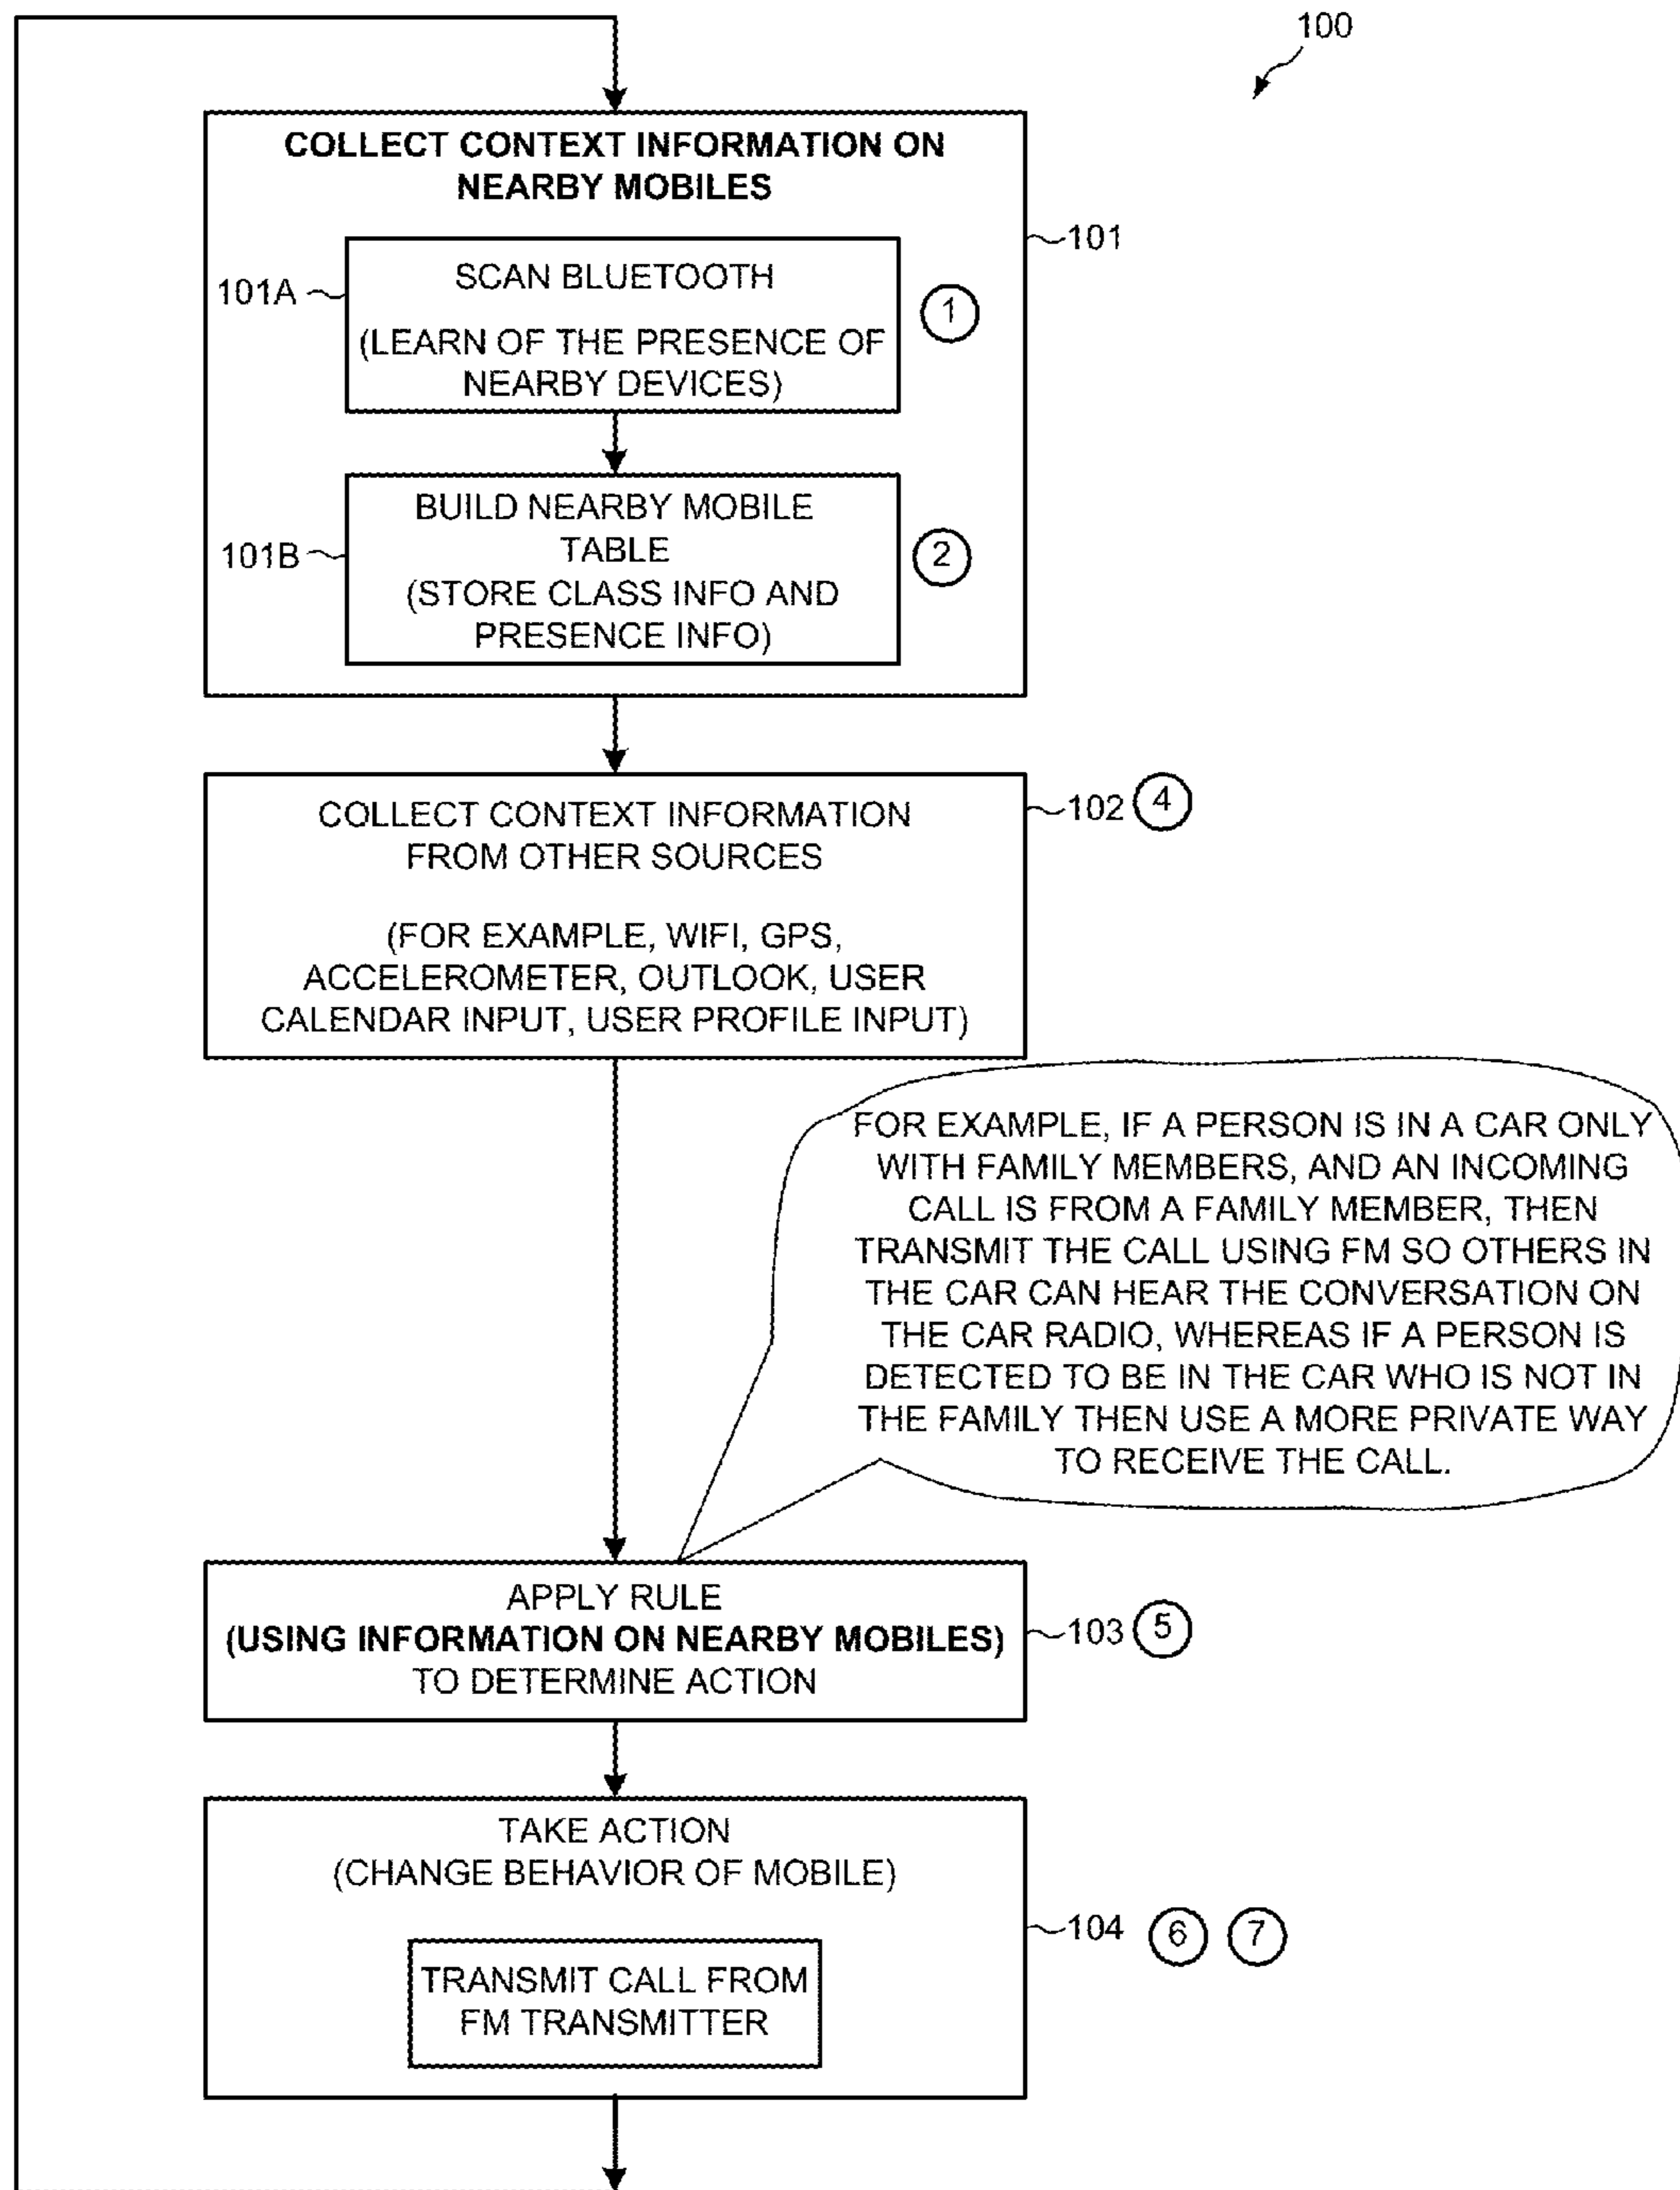 100
COLLECT CONTEXT INFORMATION ON
NEARBY MOBILES
101
101A
SCAN BLUETOOTH
(LEARN OF THE PRESENCE OF
NEARBY DEVICES)
1
101B
BUILD NEARBY MOBILE
TABLE
(STORE CLASS INFO AND
PRESENCE INFO)
2
COLLECT CONTEXT INFORMATION
FROM OTHER SOURCES
(FOR EXAMPLE, WIFI, GPS,
ACCELEROMETER, OUTLOOK, USER
CALENDAR INPUT, USER PROFILE INPUT)
102 4
FOR EXAMPLE, IF A PERSON IS IN A CAR ONLY
WITH FAMILY MEMBERS, AND AN INCOMING
CALL IS FROM A FAMILY MEMBER, THEN
TRANSMIT THE CALL USING FM SO OTHERS IN
THE CAR CAN HEAR THE CONVERSATION ON
THE CAR RADIO, WHEREAS IF A PERSON IS
DETECTED TO BE IN THE CAR WHO IS NOT IN
THE FAMILY THEN USE A MORE PRIVATE WAY
TO RECEIVE THE CALL.
APPLY RULE
(USING INFORMATION ON NEARBY MOBILES)
TO DETERMINE ACTION
103 5
TAKE ACTION
(CHANGE BEHAVIOR OF MOBILE)
104 6 7
TRANSMIT CALL FROM
FM TRANSMITTER